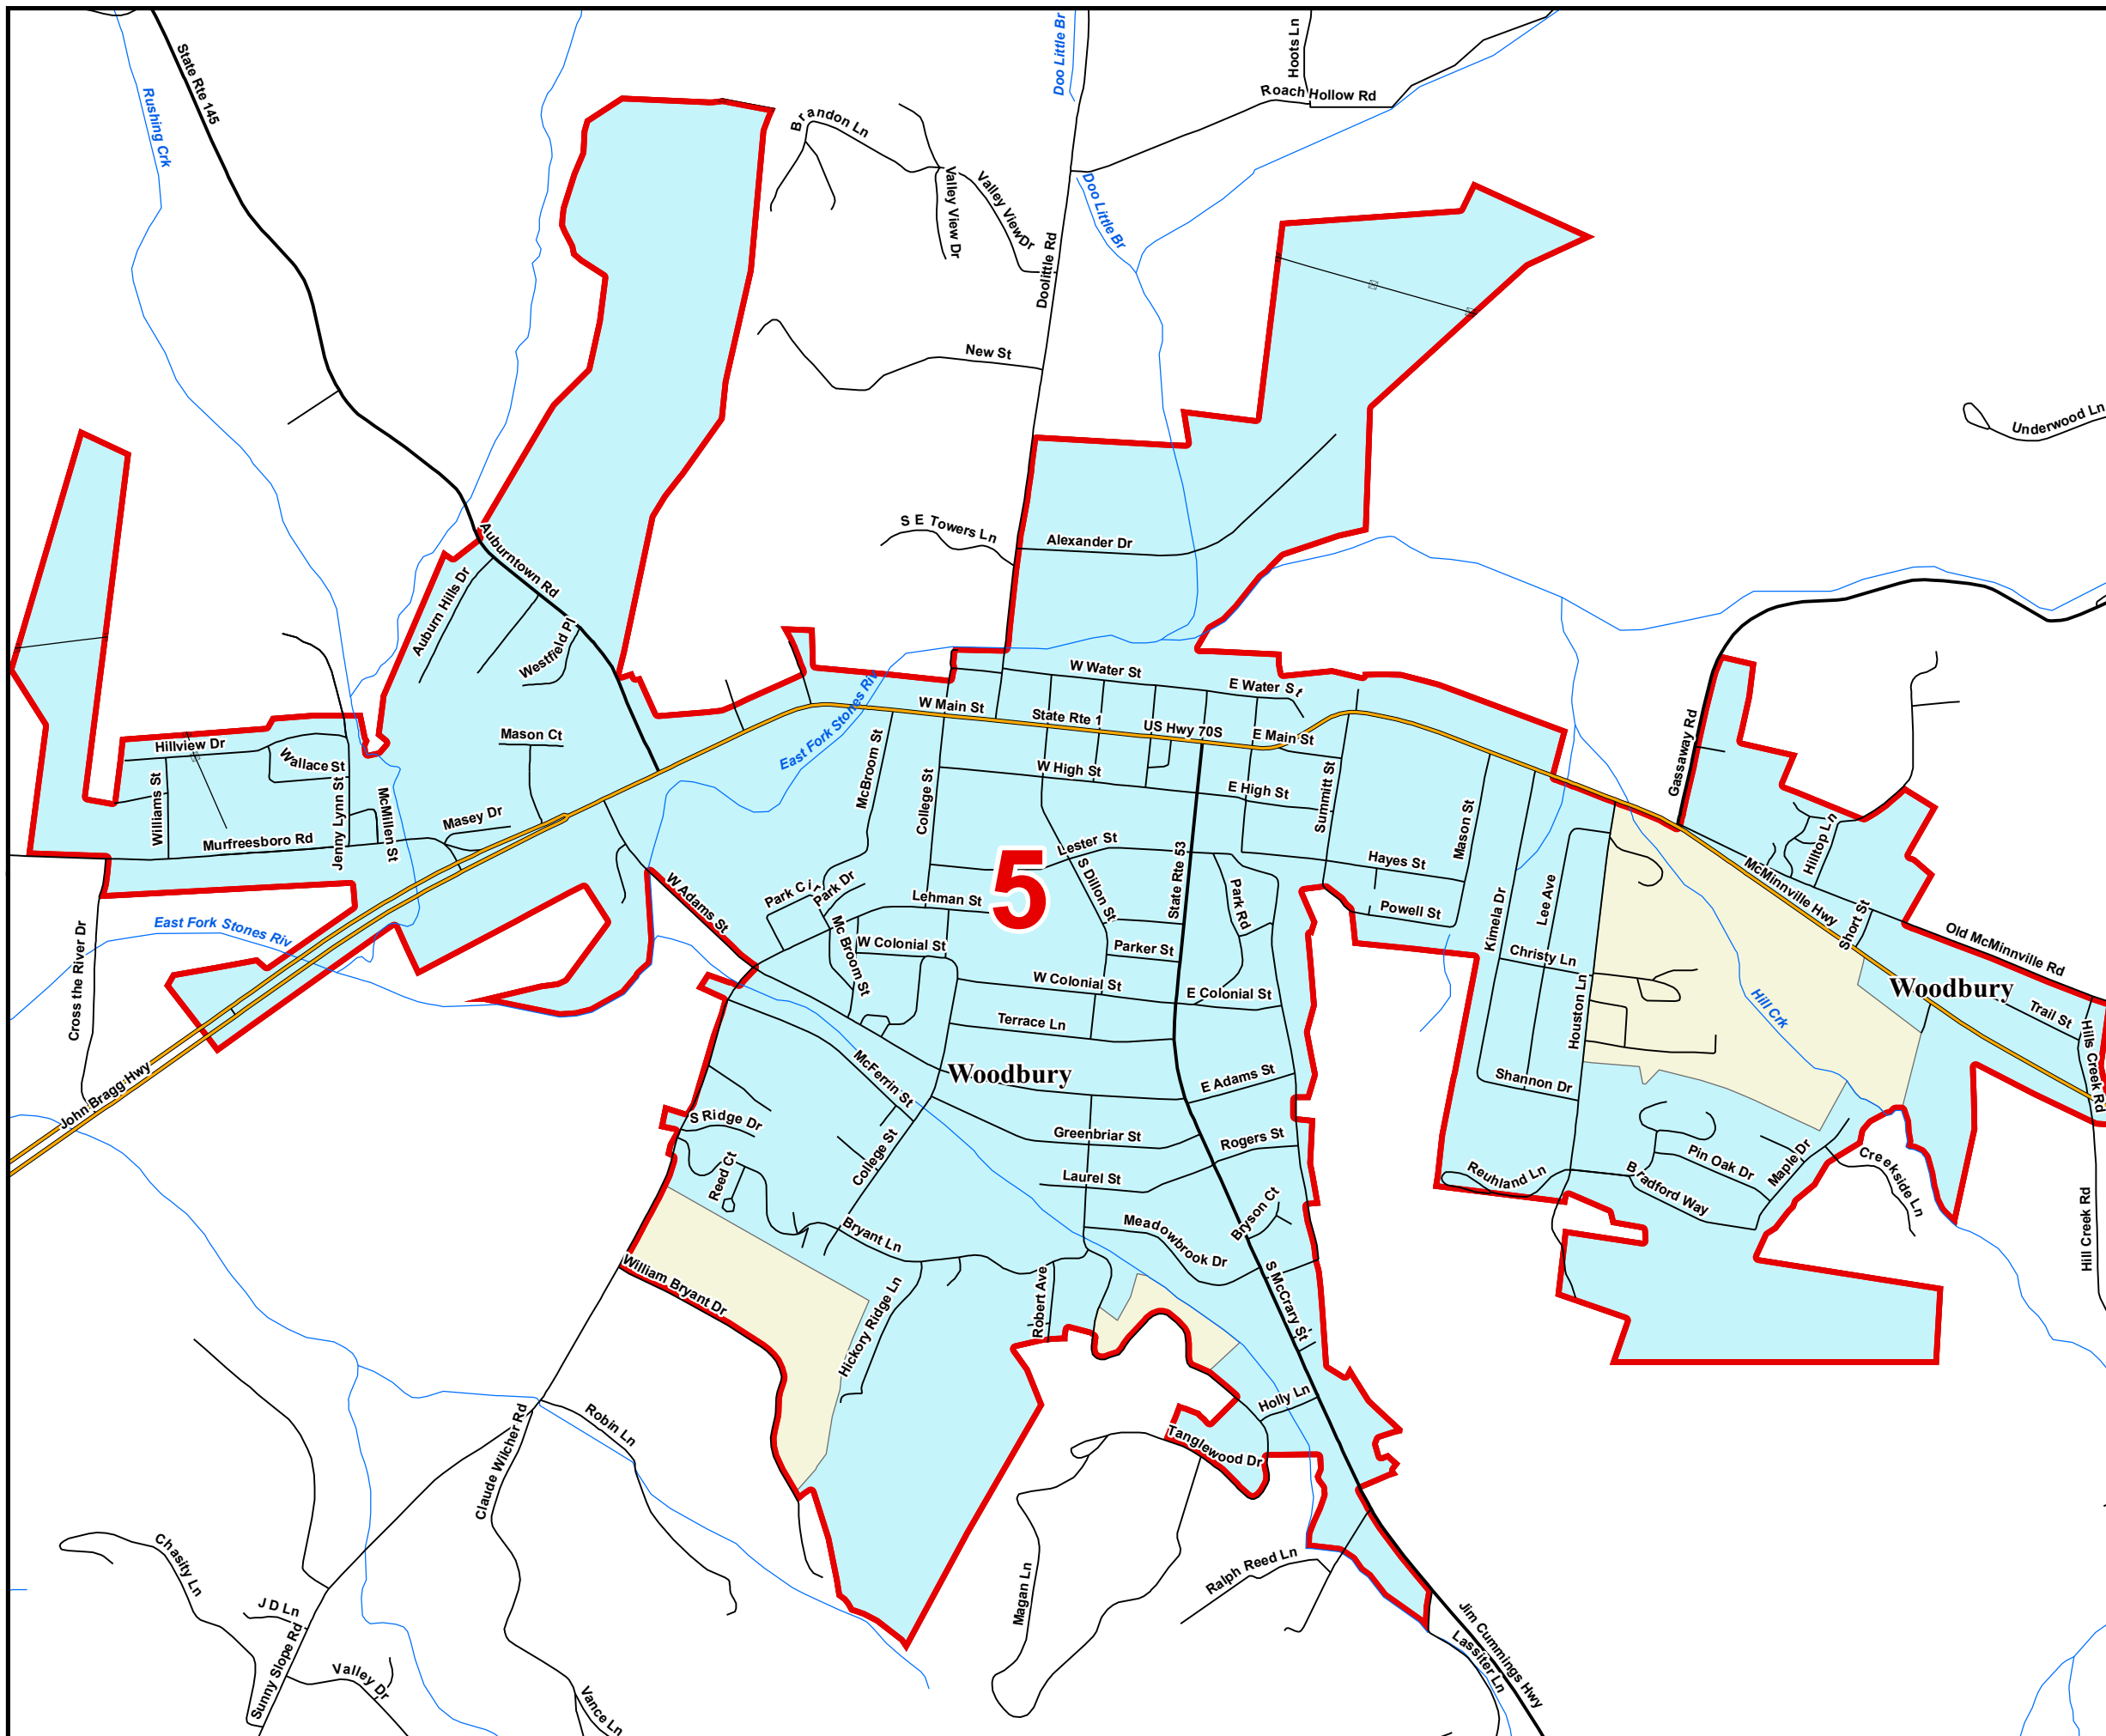 State Rte 145
Rushing Crk
Doo Little Br
Hoots Ln
Roach Hollow Rd
Brandon Ln
Valley View Dr
Valley ViewDr
Doo Little Br
Doolittle Rd
New St
Underwood Ln
S E Towers Ln
Alexander Dr
Auburntown Rd
Auburn Hills Dr
Westfield Pl
W Water St
E Water St
W Main St
State Rte 1
US Hwy 70S
E Main St
East Fork Stones Riv
Gassaway Rd
Hillview Dr
Wallace St
Williams St
Jenny Lynn St
McMillen St
Mason Ct
Masey Dr
Murfreesboro Rd
McBroom St
College St
W High St
E High St
Summitt St
Mason St
Lester St
Hayes St
Hilltop Ln
McMinnville Hwy
Park Cir
Park Dr
Lehman St
5
S Dillon St
State Rte 53
Park Rd
Powell St
Kimela Dr
Lee Ave
Short St
Old McMinnville Rd
W Adams St
Mc Broom St
W Colonial St
Parker St
Christy Ln
East Fork Stones Riv
Cross the River Dr
W Colonial St
E Colonial St
Houston Ln
Hill Crk
Woodbury
Trail St
Hills Creek Rd
Terrace Ln
John Bragg Hwy
McFerrin St
Woodbury
E Adams St
Shannon Dr
S Ridge Dr
Greenbriar St
Rogers St
College St
Reed Ct
Laurel St
Reuhland Ln
Bradford Way
Pin Oak Dr
Maple Dr
Creekside Ln
Hill Creek Rd
Bryant Ln
Meadowbrook Dr
Bryson Ct
William Bryant Dr
Hickory Ridge Ln
Robert Ave
S McCrary St
Holly Ln
Tanglewood Dr
Robin Ln
Claude Wilcher Rd
Chasity Ln
J D Ln
Sunny Slope Rd
Valley Dr
Vance Ln
Magan Ln
Ralph Reed Ln
Jim Cummings Hwy
Lassiter Ln